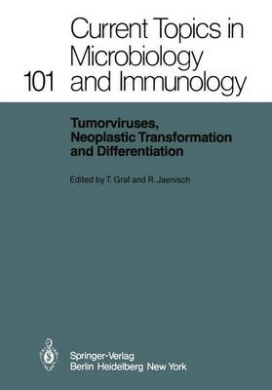 Current Topics in
Microbiology
101 and Immunology
Tumorviruses,
Neoplastic Transformation
and Differentiation
Edited by T. Graf and R. Jaenisch
Springer-Verlag
Berlin Heidelberg New York